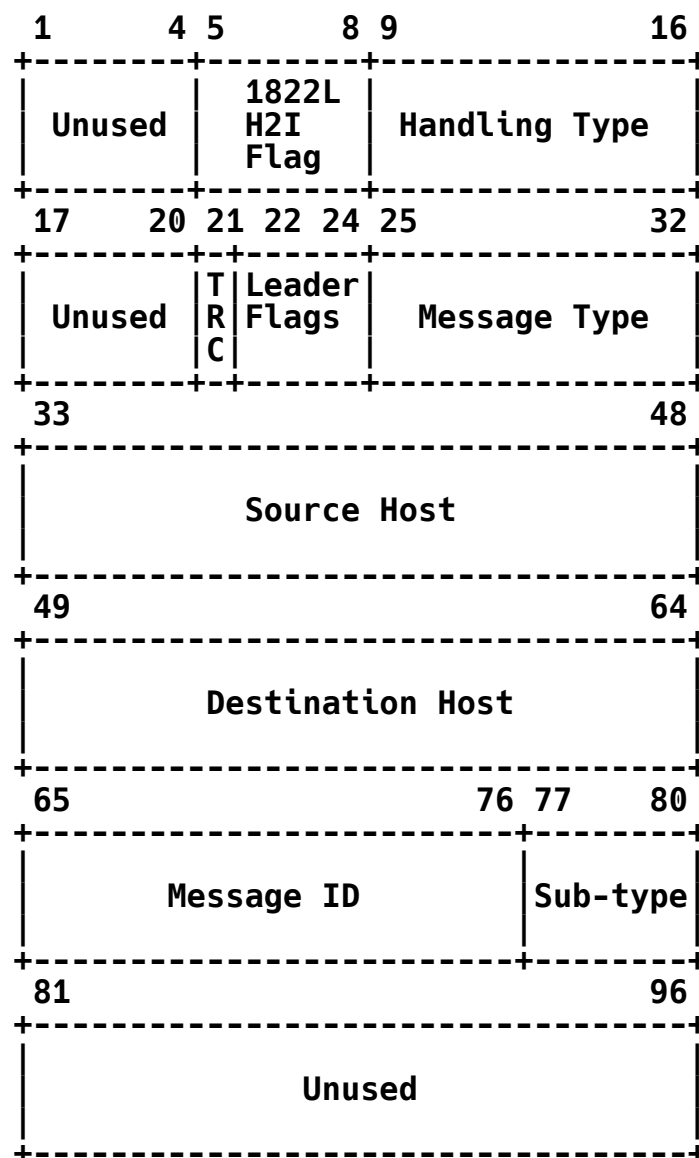 1 4 5 8 9 16
1822L
Unused H2I Handling Type
Flag
17 20 21 22 24 25 32
T Leader
Unused R Flags Message Type
C
33 48
Source Host
49 64
Destination Host
65 76 77 80
Message ID Sub-type
81 96
Unused